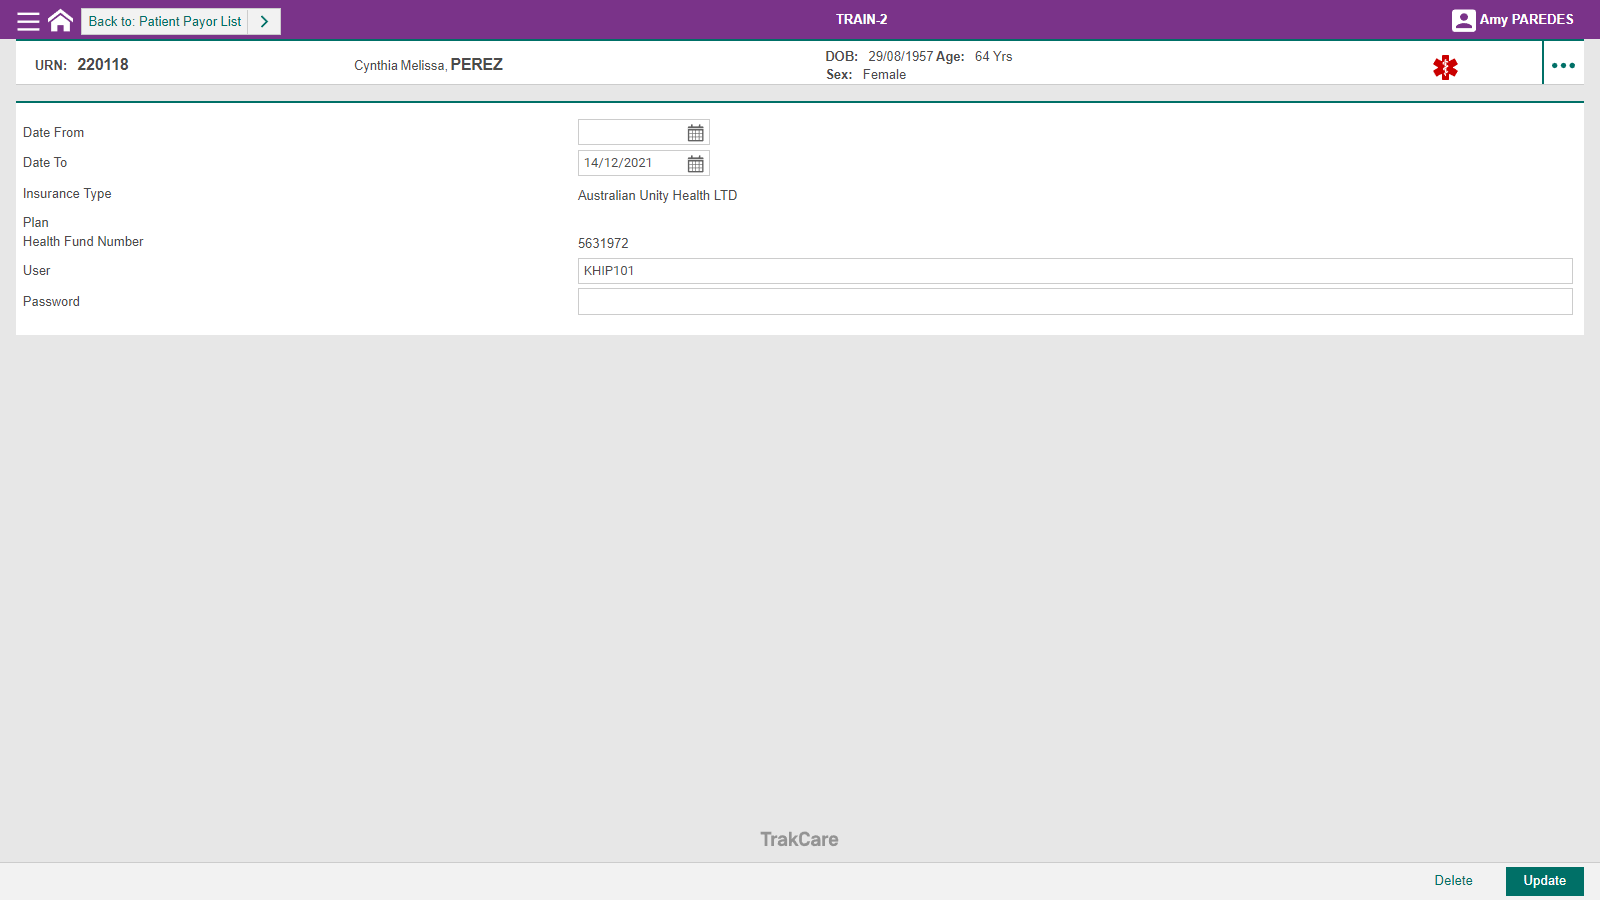 Back to: Patient Payor List
TRAIN-2
Amy PAREDES
URN: 220118
Cynthia Melissa, PEREZ
DOB: 29/08/1957 Age: 64 Yrs
Sex: Female
Date From
Date To 14/12/2021
Insurance Type Australian Unity Health LTD
Plan
Health Fund Number 5631972
User KHIP101
Password
TrakCare
Delete Update